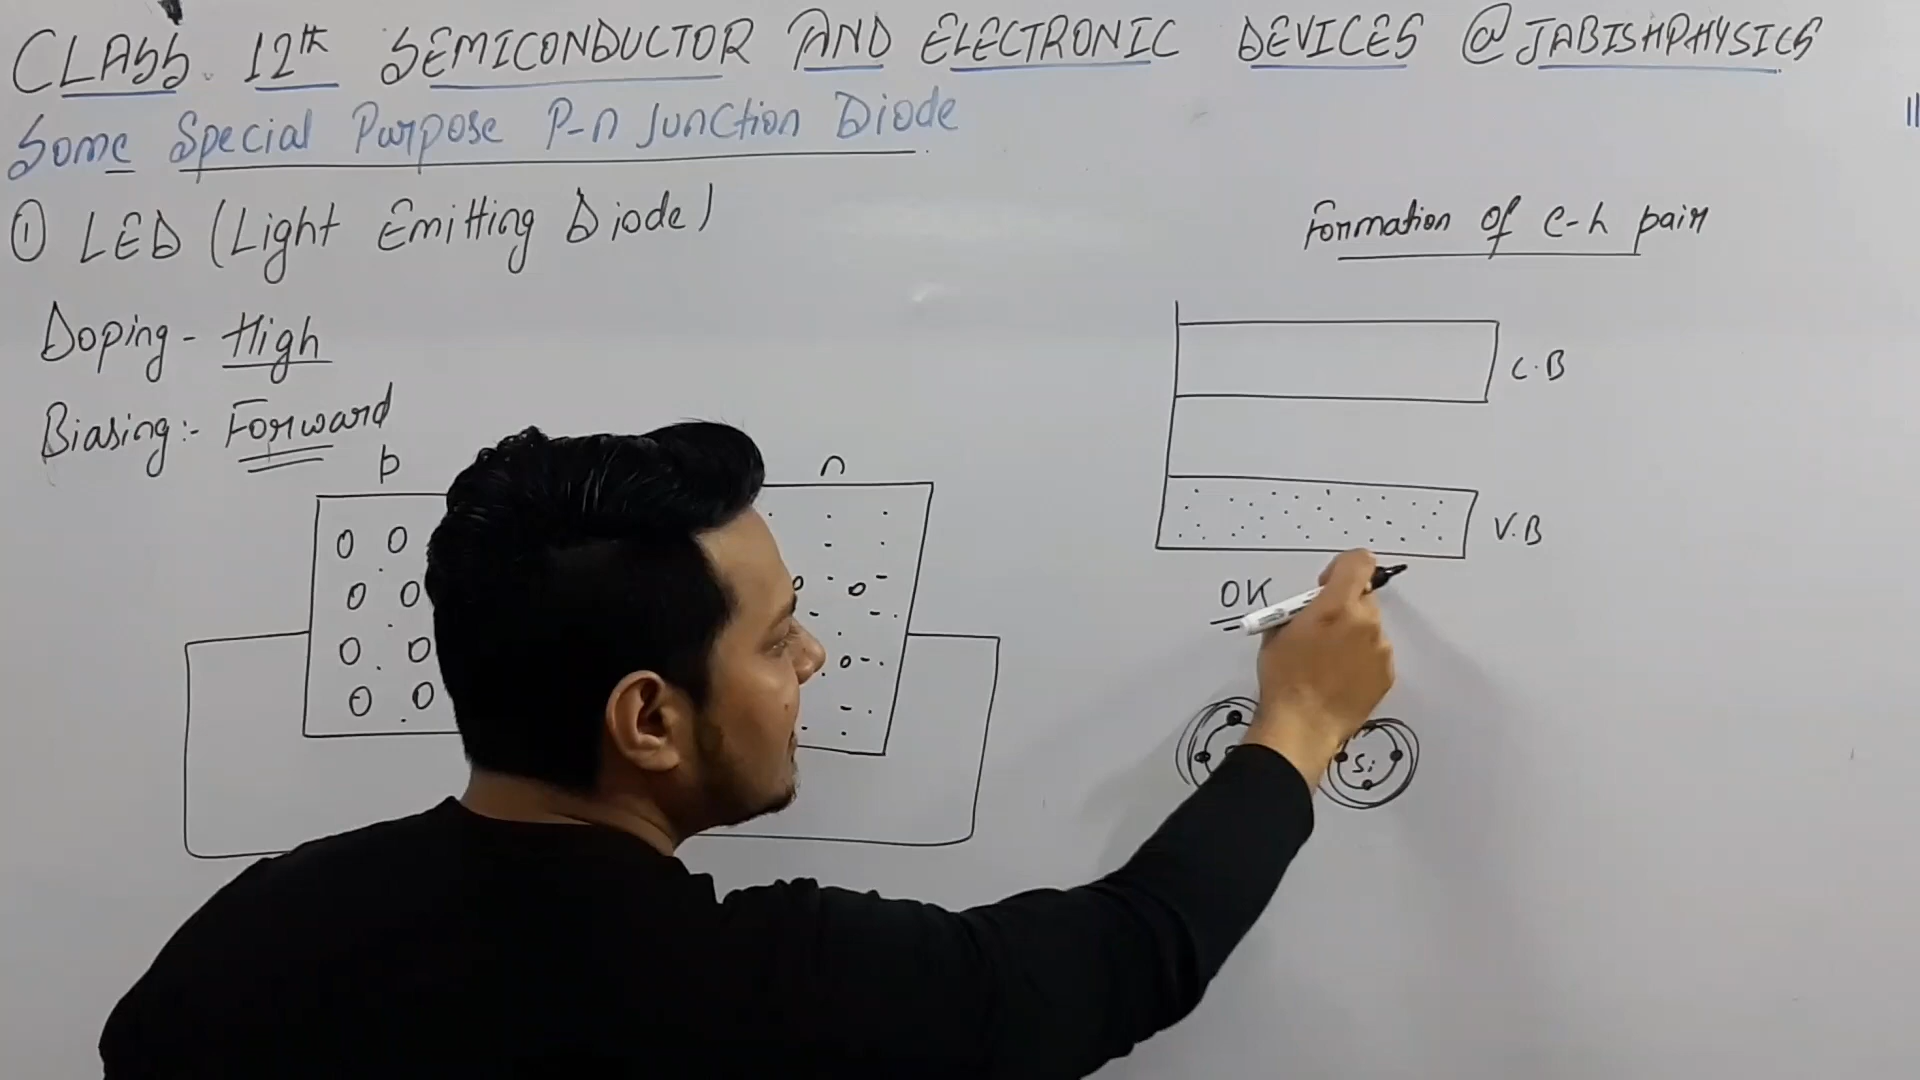 CLASS 12th SEMICONDUCTOR AND ELECTRONIC DEVICES @JABISHPHYSICS
Some Special Purpose P-n Junction Diode
① LED (Light Emitting Diode)
Doping - High
Biasing:- Forward
p
n
Formation of e-h pair
C.B
V.B
OK
Si